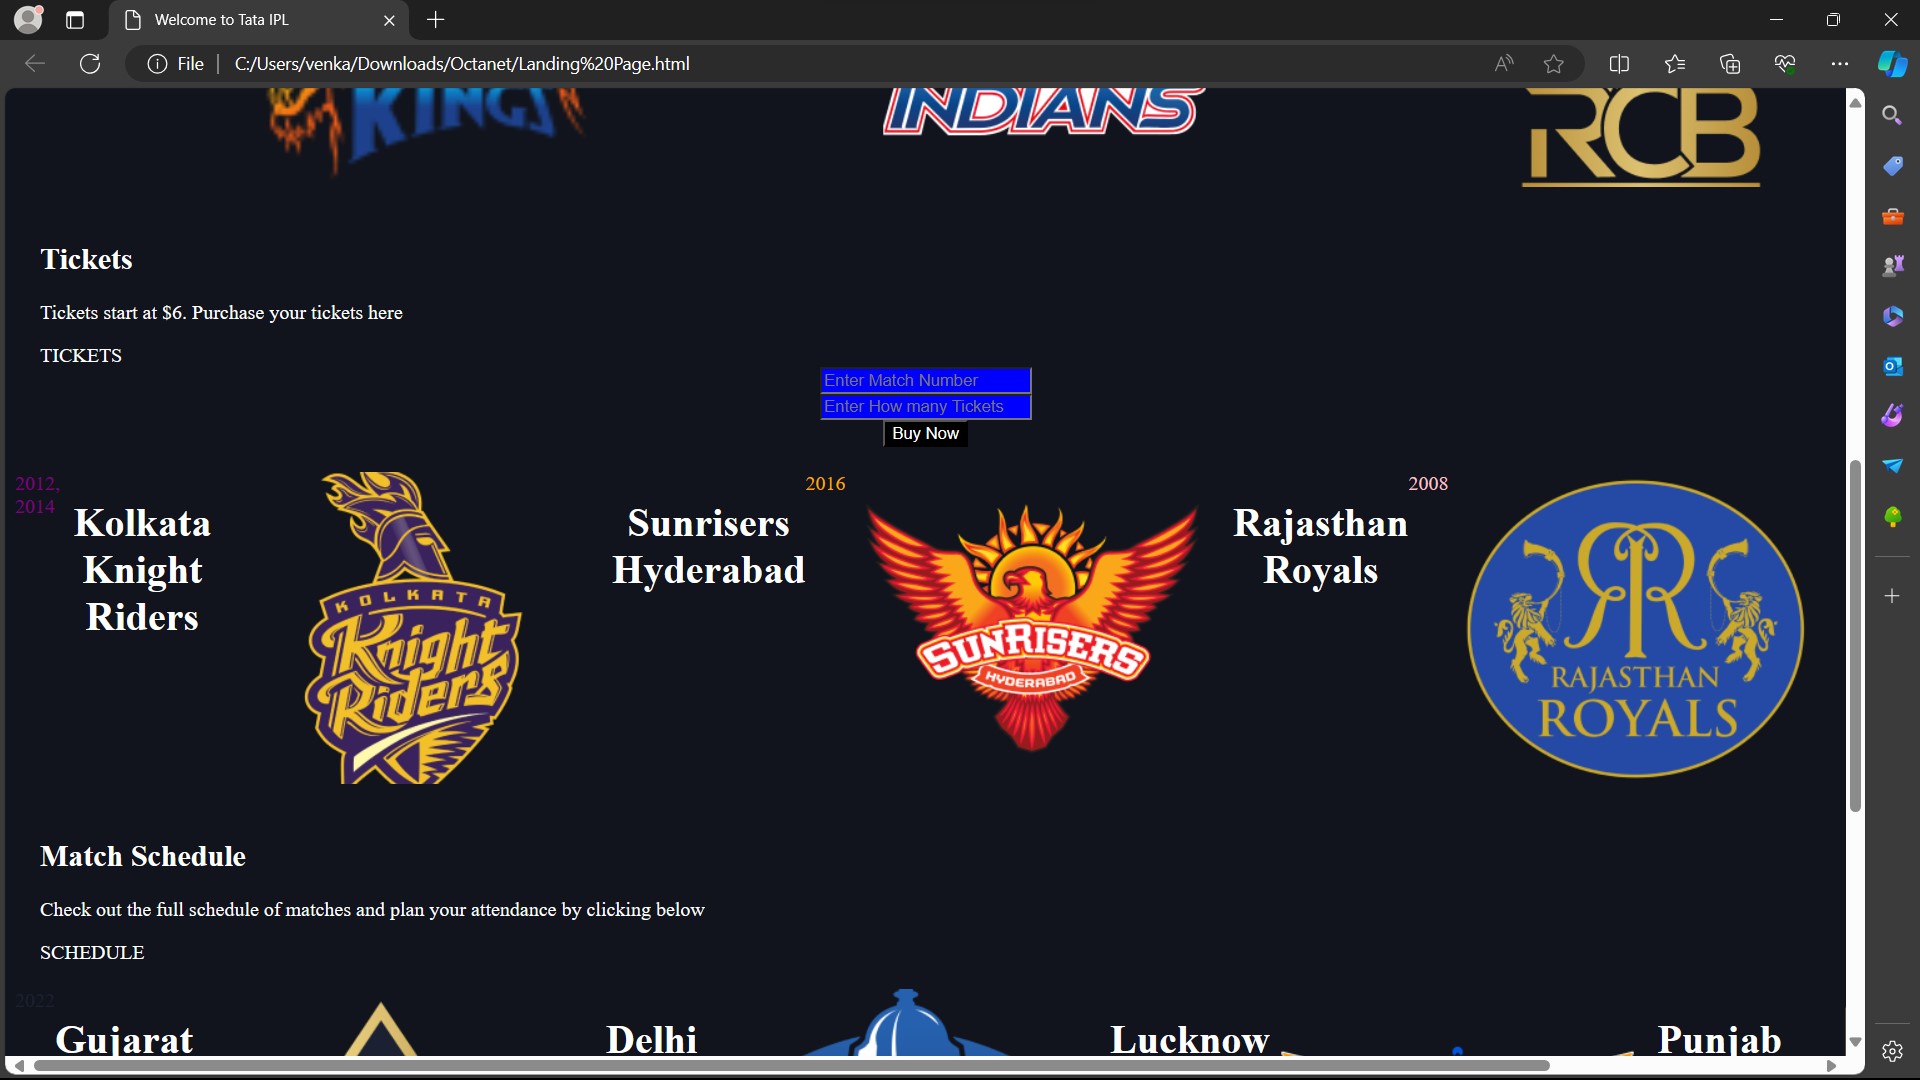 Welcome to Tata IPL
File
C:/Users/venka/Downloads/Octanet/Landing%20Page.html
KINGS
INDIANS
RCB
Tickets
Tickets start at $6. Purchase your tickets here
TICKETS
Enter Match Number
Enter How many Tickets
Buy Now
2012,
2014
Kolkata
Knight
Riders
KOLKATA
Knight
Riders
2016
Sunrisers
Hyderabad
SUNRISERS
HYDERABAD
2008
Rajasthan
Royals
RR
RAJASTHAN
ROYALS
Match Schedule
Check out the full schedule of matches and plan your attendance by clicking below
SCHEDULE
2022
Gujarat
Delhi
Lucknow
Punjab